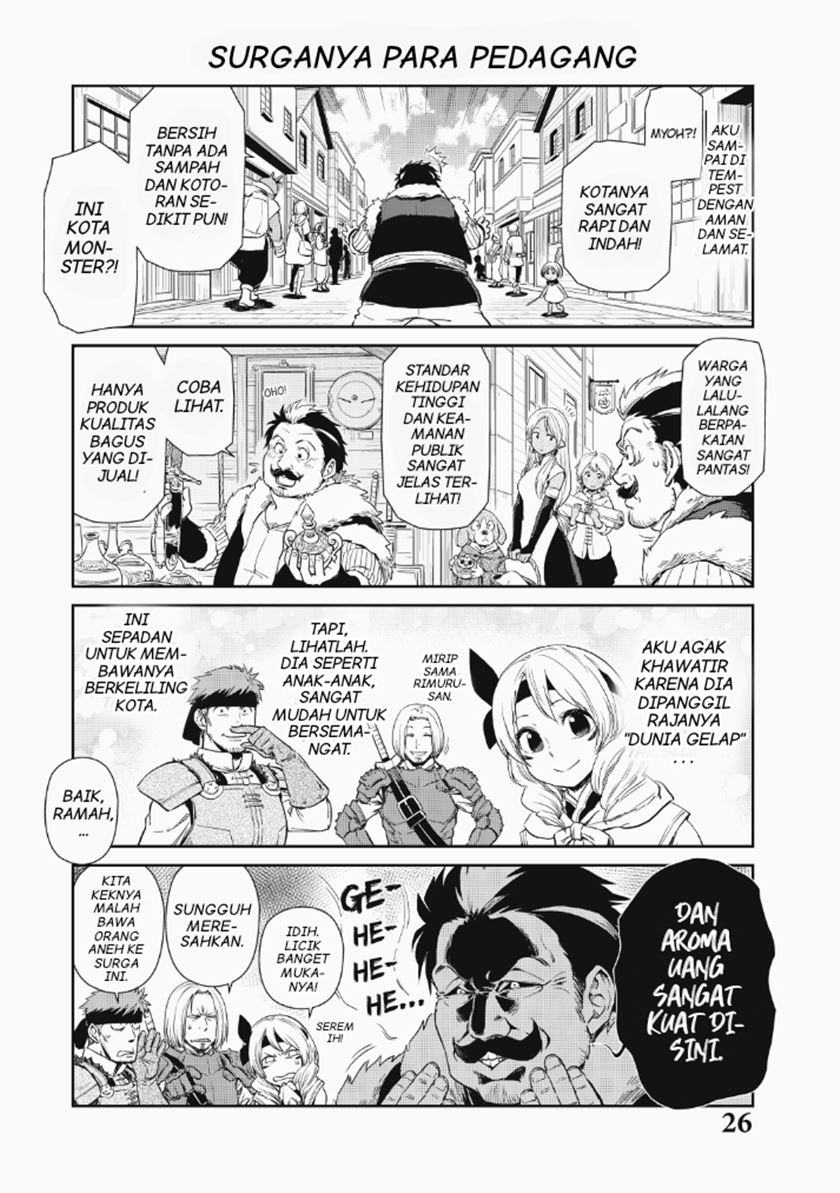 SURGANYA PARA PEDAGANG
AKU
SAM-
PAI DI
TEM-
PEST
DENGAN
AMAN
DAN SE-
LAMAT.
MYOH?!
KOTANYA
SANGAT
RAPI DAN
INDAH!
BERSIH
TANPA ADA
SAMPAH
DAN KOTO-
RAN SE-
DIKIT PUN!
INI
KOTA
MON-
STER?!
WARGA
YANG
LALU-
LALANG
BERPA-
KAIAN
SANGAT
PANTAS!
STANDAR
KEHIDUPAN
TINGGI
DAN KEA-
MANAN
PUBLIK
SANGAT
JELAS TER-
LIHAT!
OHO!
COBA
LIHAT.
HANYA
PRODUK
KUALITAS
BAGUS
YANG DI-
JUAL!
AKU AGAK
KHAWATIR
KARENA DIA
DIPANGGIL
RAJANYA
"DUNIA GELAP"
...
MIRIP
SAMA
RIMURU-
SAN.
TAPI,
LIHATLAH.
DIA SEPERTI
ANAK-ANAK,
SANGAT
MUDAH UNTUK
BERSEMA-
NGAT.
INI
SEPADAN
UNTUK MEM-
BAWANYA
BERKELILING
KOTA.
BAIK,
RAMAH,
...
DAN
AROMA
UANG
SANGAT
KUAT DI-
SINI.
GE-
HE-
HE-
HE...
IDIH.
LICIK
BANGET
MUKA-
NYA!
SEREM
IH!
SUNGGUH
MERE-
SAHKAN.
KITA
KEKNYA
MALAH
BAWA
ORANG
ANEH KE
SURGA
INI.
26